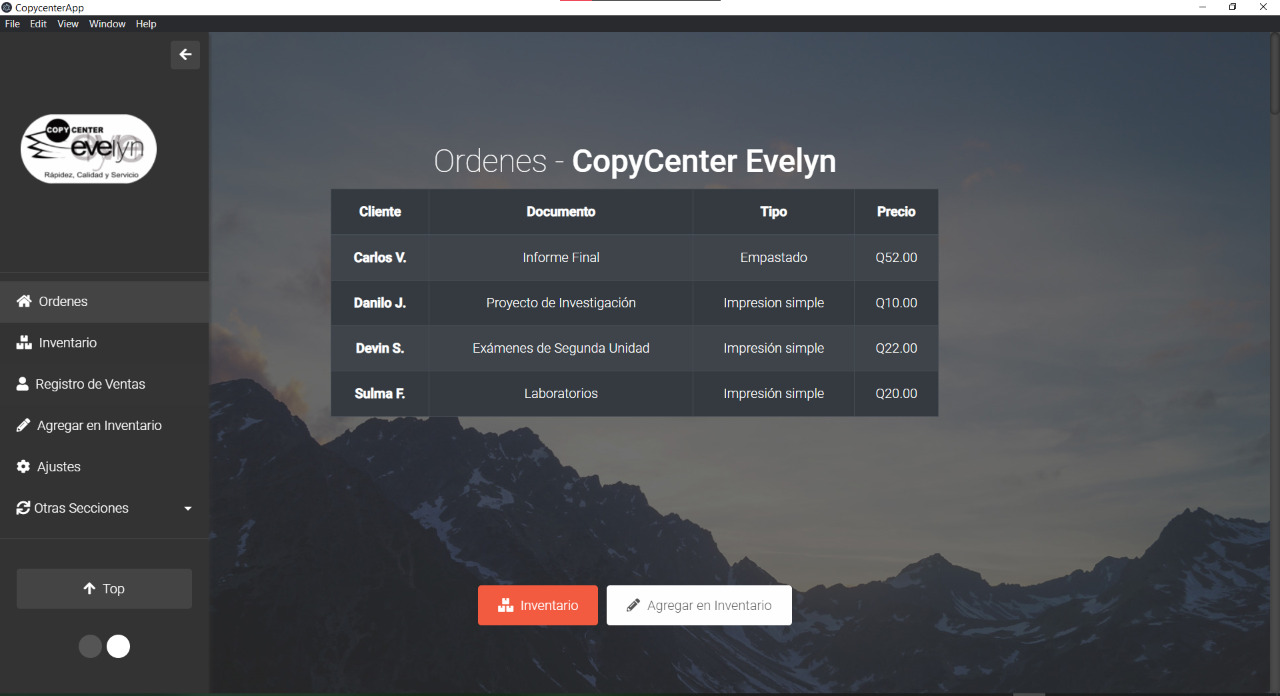 CopycenterApp
File Edit View Window Help
COPY CENTER
evelyn
Rápidez, Calidad y Servicio
Ordenes
Inventario
Registro de Ventas
Agregar en Inventario
Ajustes
Otras Secciones
Top
Ordenes - CopyCenter Evelyn
Cliente Documento Tipo Precio
Carlos V. Informe Final Empastado Q52.00
Danilo J. Proyecto de Investigación Impresion simple Q10.00
Devin S. Exámenes de Segunda Unidad Impresión simple Q22.00
Sulma F. Laboratorios Impresión simple Q20.00
Inventario Agregar en Inventario